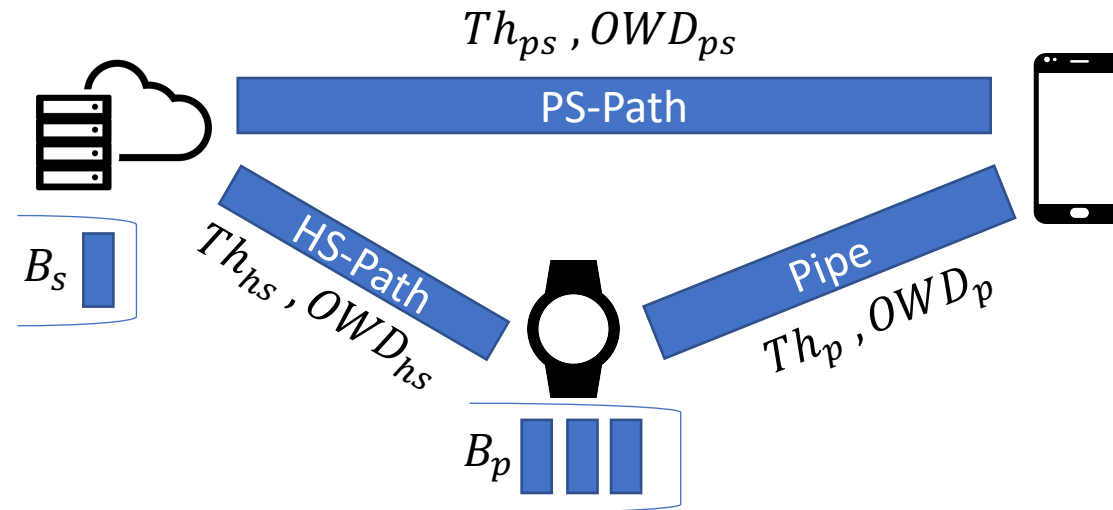 Th_ps , OWD_ps
PS-Path
HS-Path
Th_hs , OWD_hs
Pipe
Th_p , OWD_p
B_s
B_p